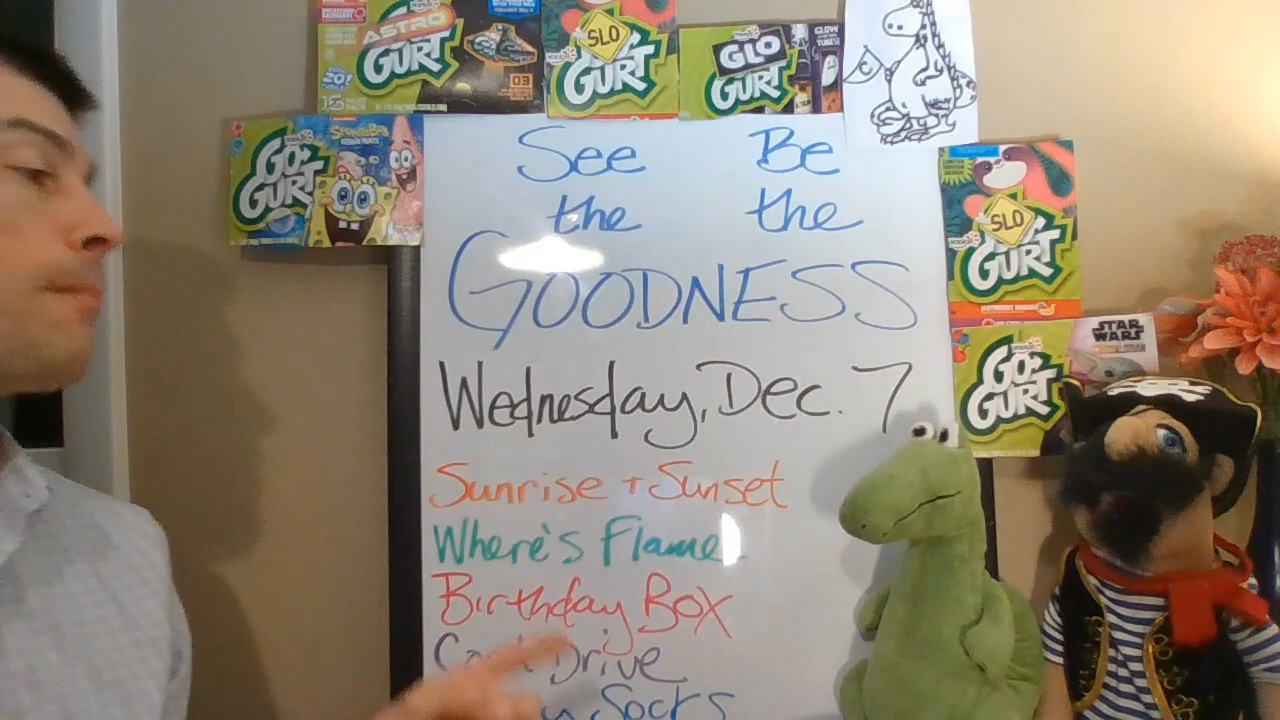 ASTRO
GURT
SLO
GURT
GLO
GURT
GO-
GURT
SpongeBob
SLO
GURT
STAR
WARS
GO-
GURT
See Be
the the
GOODNESS
Wednesday, Dec. 7
Sunrise + Sunset
Where's Flame
Birthday Box
Drive
Socks